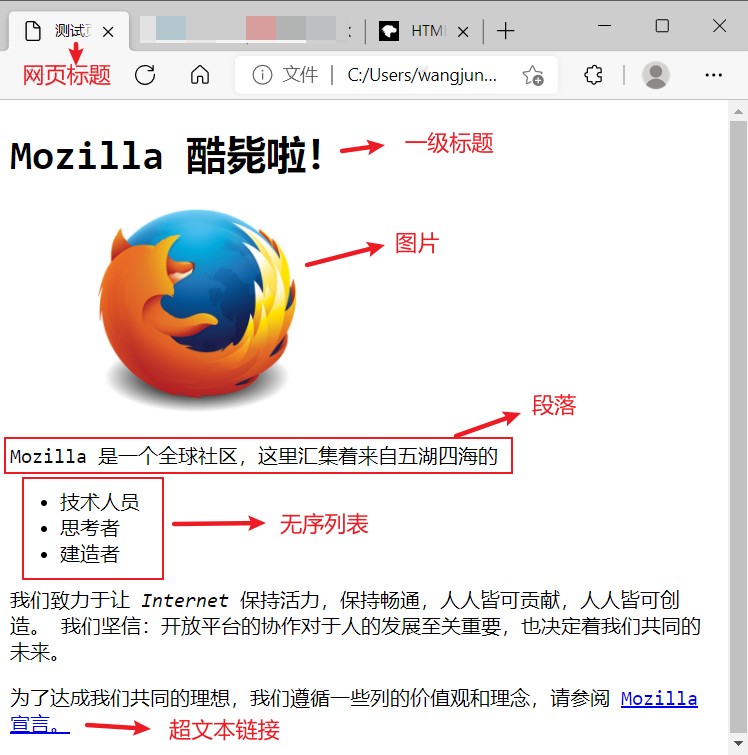 测试
HTM
网页标题
文件
C:/Users/wangjun...
Mozilla 酷毙啦！
一级标题
图片
段落
Mozilla 是一个全球社区，这里汇集着来自五湖四海的
技术人员
思考者
建造者
无序列表
我们致力于让 Internet 保持活力，保持畅通，人人皆可贡献，人人皆可创
造。 我们坚信：开放平台的协作对于人的发展至关重要，也决定着我们共同的
未来。
为了达成我们共同的理想，我们遵循一些列的价值观和理念，请参阅 Mozilla
宣言。
超文本链接